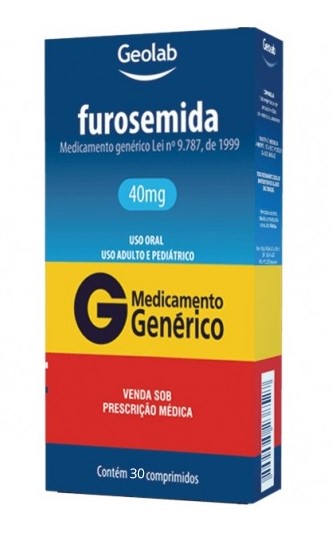 Geolab
furosemida
Medicamento genérico Lei nº 9.787, de 1999
40mg
USO ORAL
USO ADULTO E PEDIÁTRICO
G Medicamento
Genérico
VENDA SOB
PRESCRIÇÃO MÉDICA
Contém 30 comprimidos
Geolab